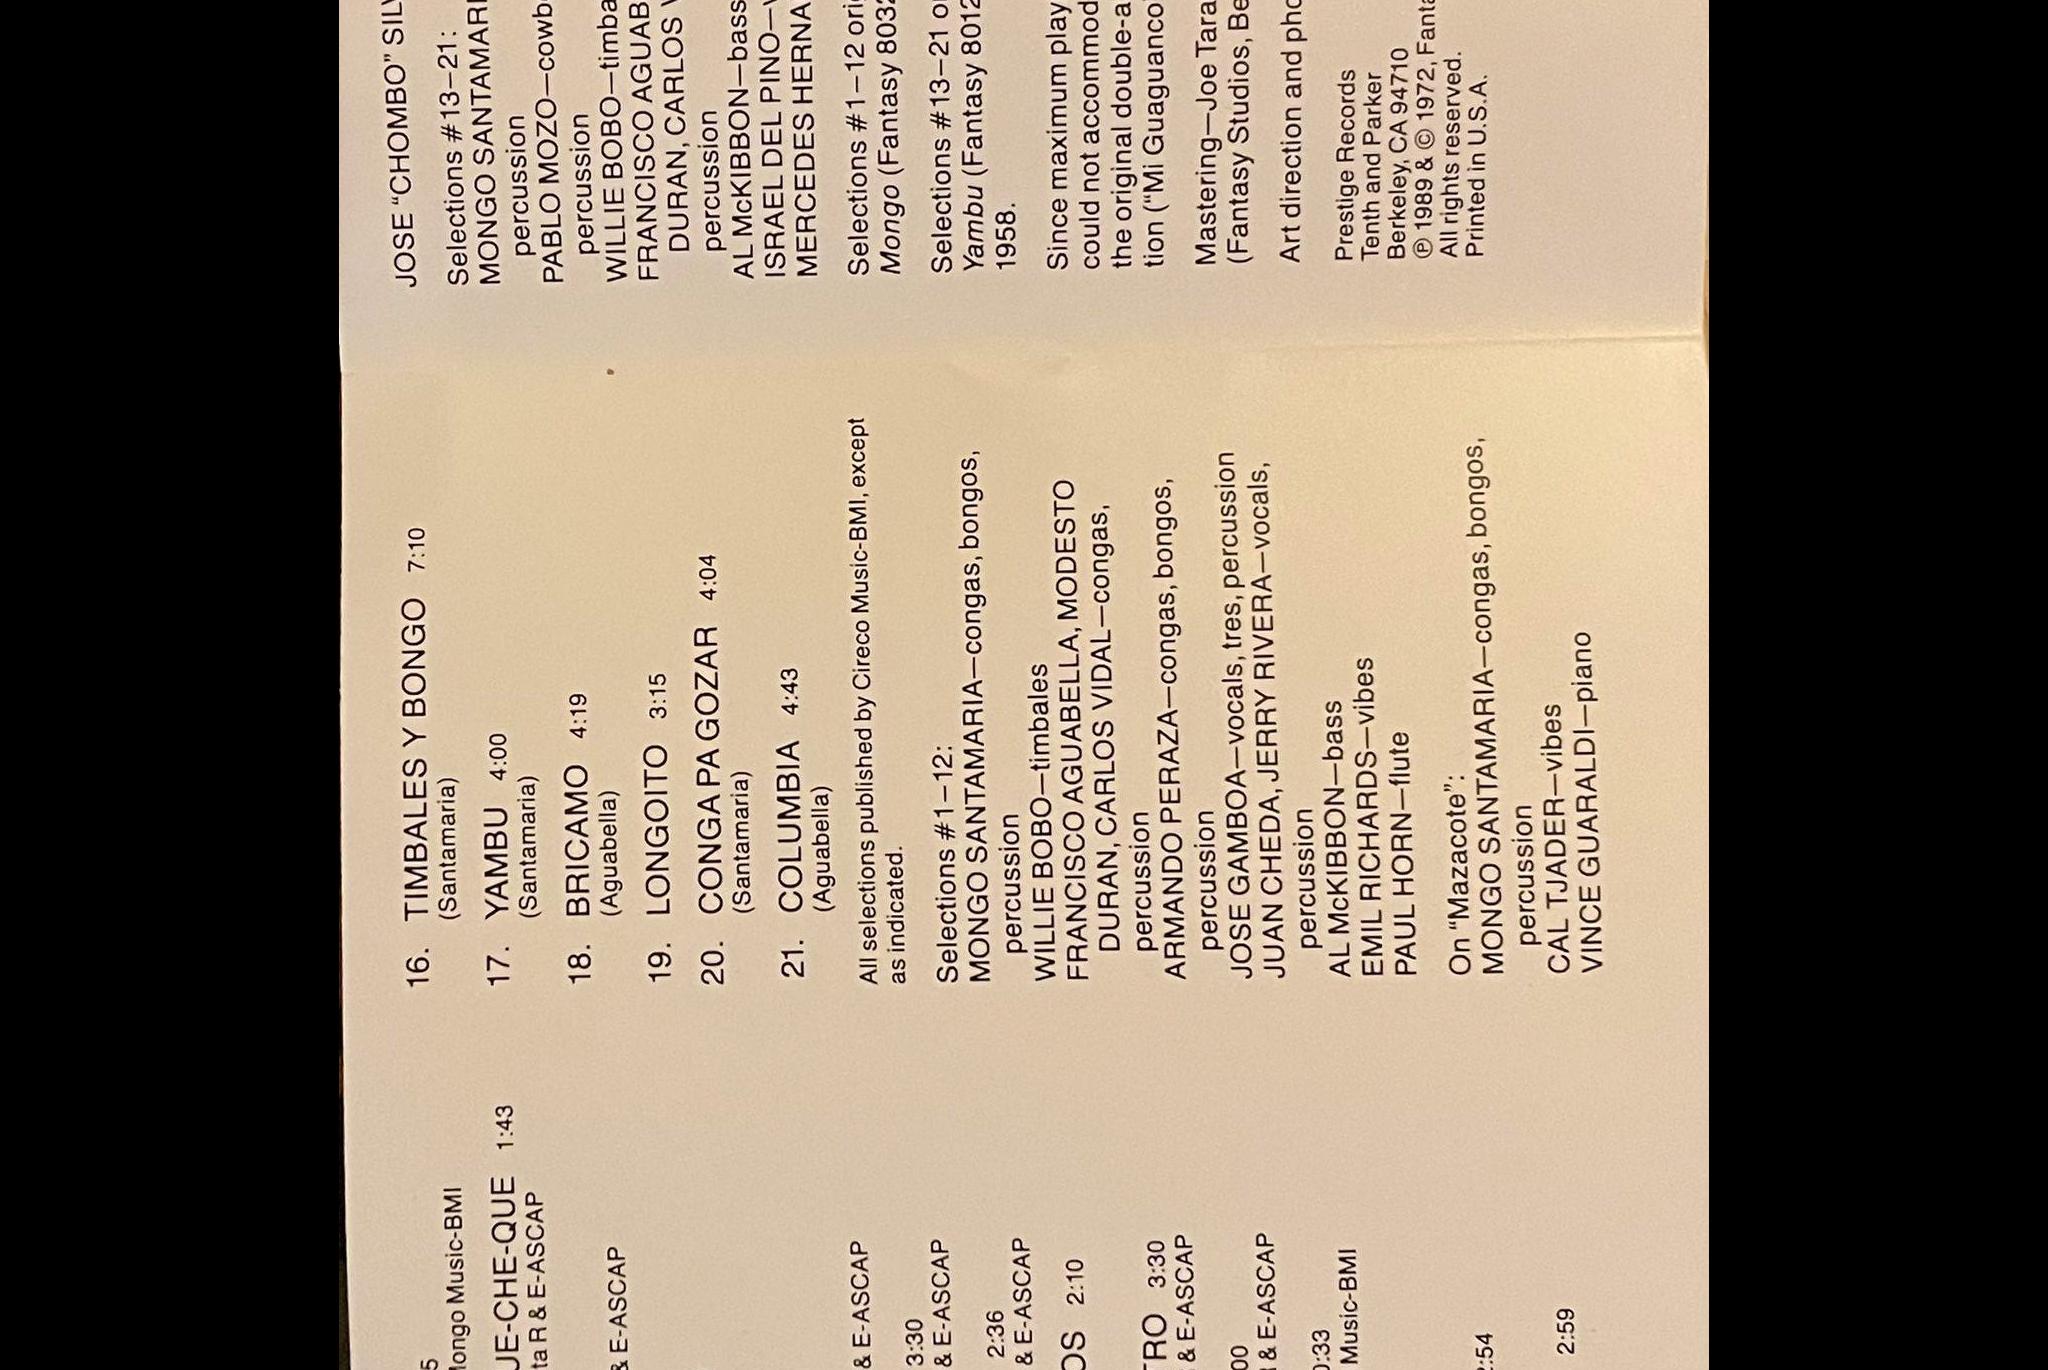 Music-BMI
UE-CHE-QUE 1:43
ta R & E-ASCAP
& E-ASCAP
& E-ASCAP
3:30
& E-ASCAP
2:36
& E-ASCAP
OS 2:10
TRO 3:30
& E-ASCAP
00
& E-ASCAP
:33
Music-BMI
:54
2:59
16. TIMBALES Y BONGO 7:10
(Santamaria)
17. YAMBU 4:00
(Santamaria)
18. BRICAMO 4:19
(Aguabella)
19. LONGOITO 3:15
20. CONGA PA GOZAR 4:04
(Santamaria)
21. COLUMBIA 4:43
(Aguabella)
All selections published by Cireco Music-BMI, except
as indicated.
Selections #1–12:
MONGO SANTAMARIA—congas, bongos,
percussion
WILLIE BOBO—timbales
FRANCISCO AGUABELLA, MODESTO
DURAN, CARLOS VIDAL—congas,
percussion
ARMANDO PERAZA—congas, bongos,
percussion
JOSE GAMBOA—vocals, tres, percussion
JUAN CHEDA, JERRY RIVERA—vocals,
percussion
AL McKIBBON—bass
EMIL RICHARDS—vibes
PAUL HORN—flute
On "Mazzacote":
MONGO SANTAMARIA—congas, bongos,
percussion
CAL TJADER—vibes
VINCE GUARALDI—piano
JOSE "CHOMBO" SIL
Selections #13–21:
MONGO SANTAMARI
percussion
PABLO MOZO—cowb
percussion
WILLIE BOBO—timba
FRANCISCO AGUAB
DURAN, CARLOS
percussion
AL McKIBBON—bass
ISRAEL DEL PINO—
MERCEDES HERNA
Selections #1–12 orig
Mongo (Fantasy 8032
Selections #13–21 o
Yambu (Fantasy 8012
1958.
Since maximum play
could not accommod
the original double-a
tion ("Mi Guaguanco
Mastering—Joe Tara
(Fantasy Studios, Be
Art direction and pho
Prestige Records
Tenth and Parker
Berkeley, CA 94710
℗ 1989 & © 1972, Fanta
All rights reserved.
Printed in U.S.A.